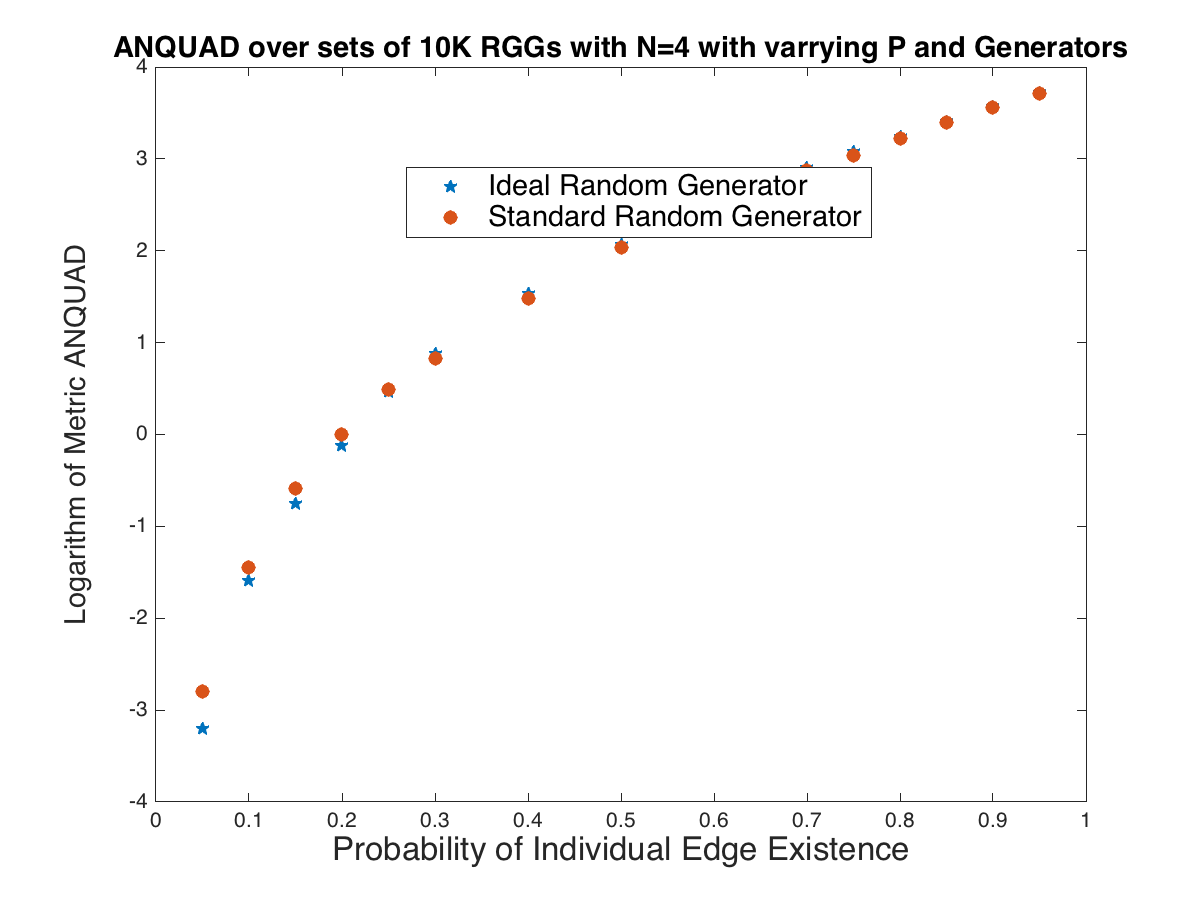 ANQUAD over sets of 10K RGGs with N=4 with varrying P and Generators
4
3
2
1
0
-1
-2
-3
-4
Logarithm of Metric ANQUAD
Ideal Random Generator
Standard Random Generator
0 0.1 0.2 0.3 0.4 0.5 0.6 0.7 0.8 0.9 1
Probability of Individual Edge Existence